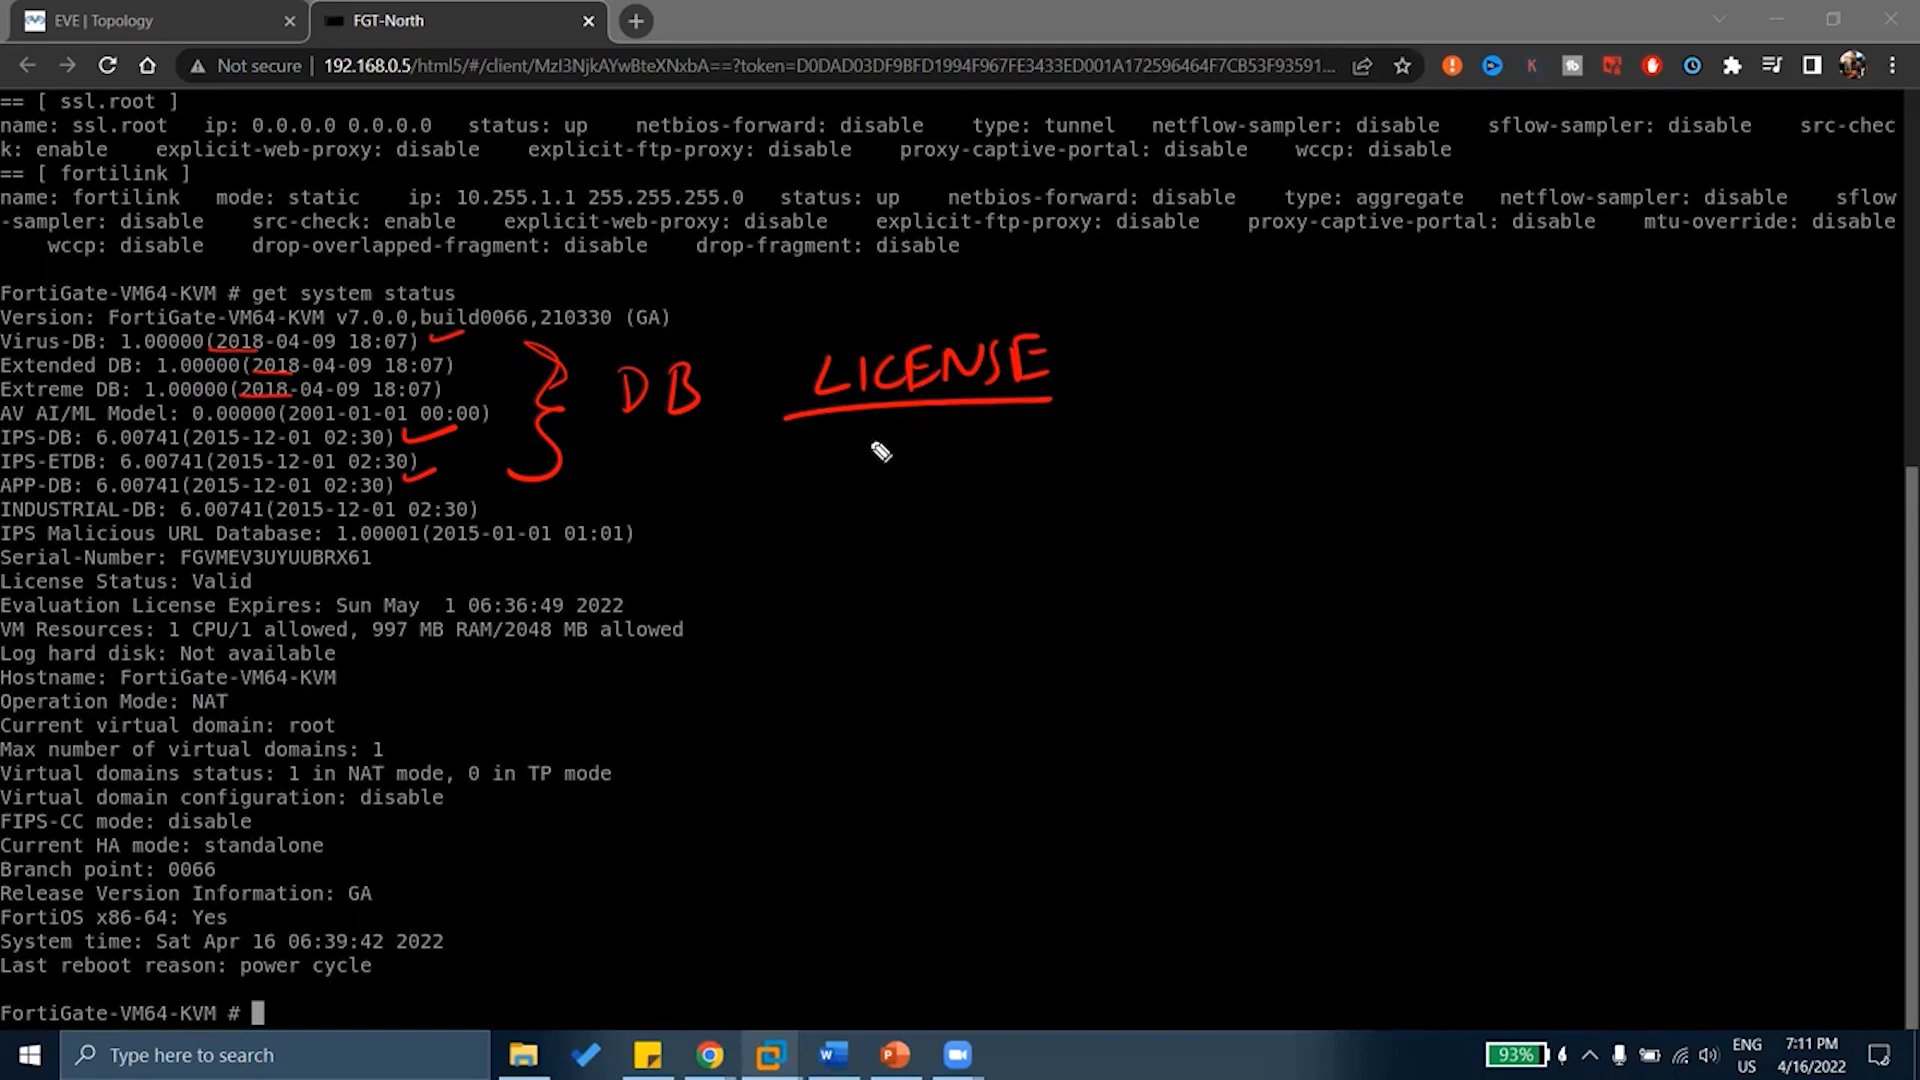 EVE | Topology
FGT-North
Not secure
192.168.0.5/html5/#/client/MzI3NjkAYwBteXNxbA==?token=D0DAD03DF9BFD1994F967FE3433ED001A172596464F7CB53F93591...
== [ ssl.root ]
name: ssl.root ip: 0.0.0.0 0.0.0.0 status: up netbios-forward: disable type: tunnel netflow-sampler: disable sflow-sampler: disable src-chec
k: enable explicit-web-proxy: disable explicit-ftp-proxy: disable proxy-captive-portal: disable wccp: disable
== [ fortilink ]
name: fortilink mode: static ip: 10.255.1.1 255.255.255.0 status: up netbios-forward: disable type: aggregate netflow-sampler: disable sflow
-sampler: disable src-check: enable explicit-web-proxy: disable explicit-ftp-proxy: disable proxy-captive-portal: disable mtu-override: disable
wccp: disable drop-overlapped-fragment: disable drop-fragment: disable
FortiGate-VM64-KVM # get system status
Version: FortiGate-VM64-KVM v7.0.0,build0066,210330 (GA)
Virus-DB: 1.00000(2018-04-09 18:07)
Extended DB: 1.00000(2018-04-09 18:07)
Extreme DB: 1.00000(2018-04-09 18:07)
DB LICENSE
AV AI/ML Model: 0.00000(2001-01-01 00:00)
IPS-DB: 6.00741(2015-12-01 02:30)
IPS-ETDB: 6.00741(2015-12-01 02:30)
APP-DB: 6.00741(2015-12-01 02:30)
INDUSTRIAL-DB: 6.00741(2015-12-01 02:30)
IPS Malicious URL Database: 1.00001(2015-01-01 01:01)
Serial-Number: FGVMEV3UYUUBRX61
License Status: Valid
Evaluation License Expires: Sun May 1 06:36:49 2022
VM Resources: 1 CPU/1 allowed, 997 MB RAM/2048 MB allowed
Log hard disk: Not available
Hostname: FortiGate-VM64-KVM
Operation Mode: NAT
Current virtual domain: root
Max number of virtual domains: 1
Virtual domains status: 1 in NAT mode, 0 in TP mode
Virtual domain configuration: disable
FIPS-CC mode: disable
Current HA mode: standalone
Branch point: 0066
Release Version Information: GA
FortiOS x86-64: Yes
System time: Sat Apr 16 06:39:42 2022
Last reboot reason: power cycle
FortiGate-VM64-KVM #
Type here to search
93%
ENG
US
7:11 PM
4/16/2022